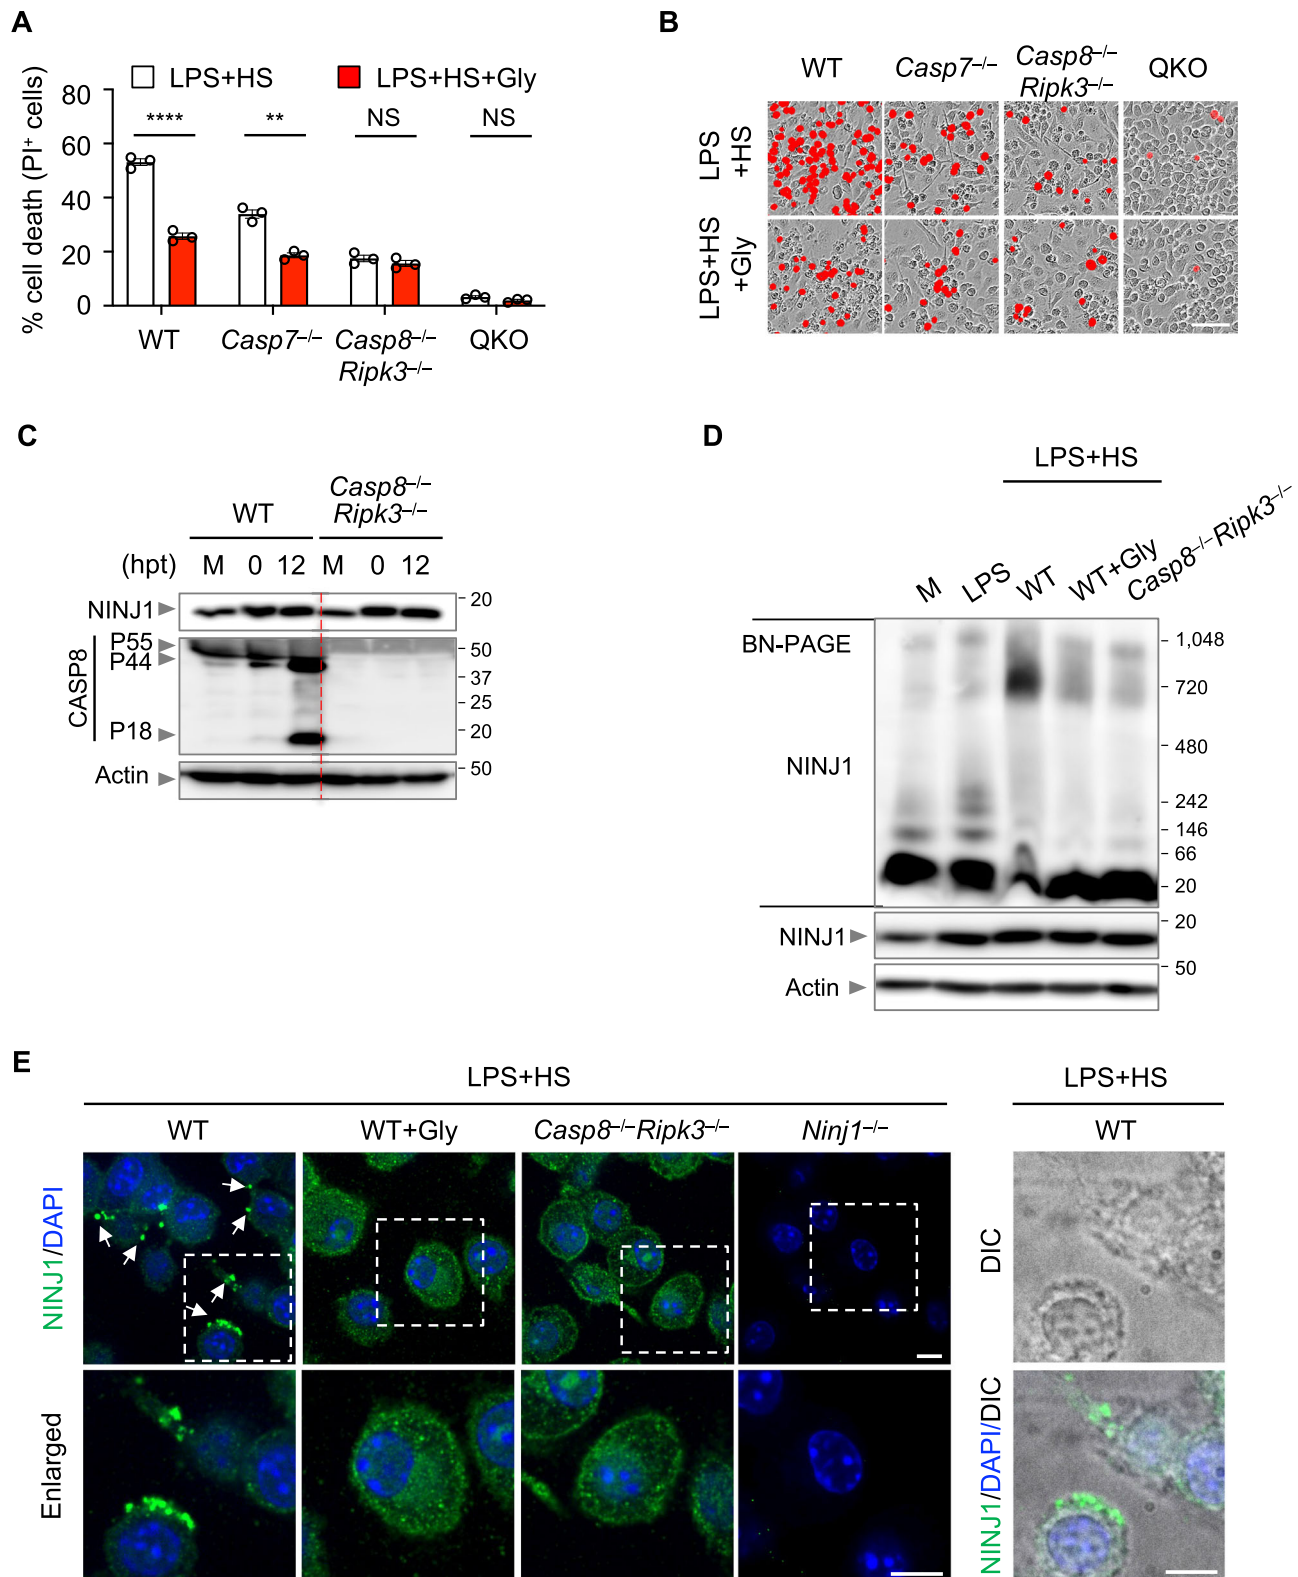 A
LPS+HS LPS+HS+Gly
% cell death (PI⁺ cells)
80
60
40
20
0
**** ** NS NS
WT Casp7⁻/⁻ Casp8⁻/⁻ QKO
Ripk3⁻/⁻
B
WT Casp7⁻/⁻ Casp8⁻/⁻ QKO
Ripk3⁻/⁻
LPS
+HS
LPS+HS
+Gly
C
WT Casp8⁻/⁻
Ripk3⁻/⁻
(hpt) M 0 12 M 0 12
NINJ1 20
CASP8
P55 50
P44
37
25
P18 20
Actin 50
D
LPS+HS
M LPS WT WT+Gly Casp8⁻/⁻Ripk3⁻/⁻
BN-PAGE 1,048
720
480
NINJ1
242
146
66
20
NINJ1 20
50
Actin
E
LPS+HS LPS+HS
WT WT+Gly Casp8⁻/⁻Ripk3⁻/⁻ Ninj1⁻/⁻ WT
NINJ1/DAPI
DIC
Enlarged
NINJ1/DAPI/DIC